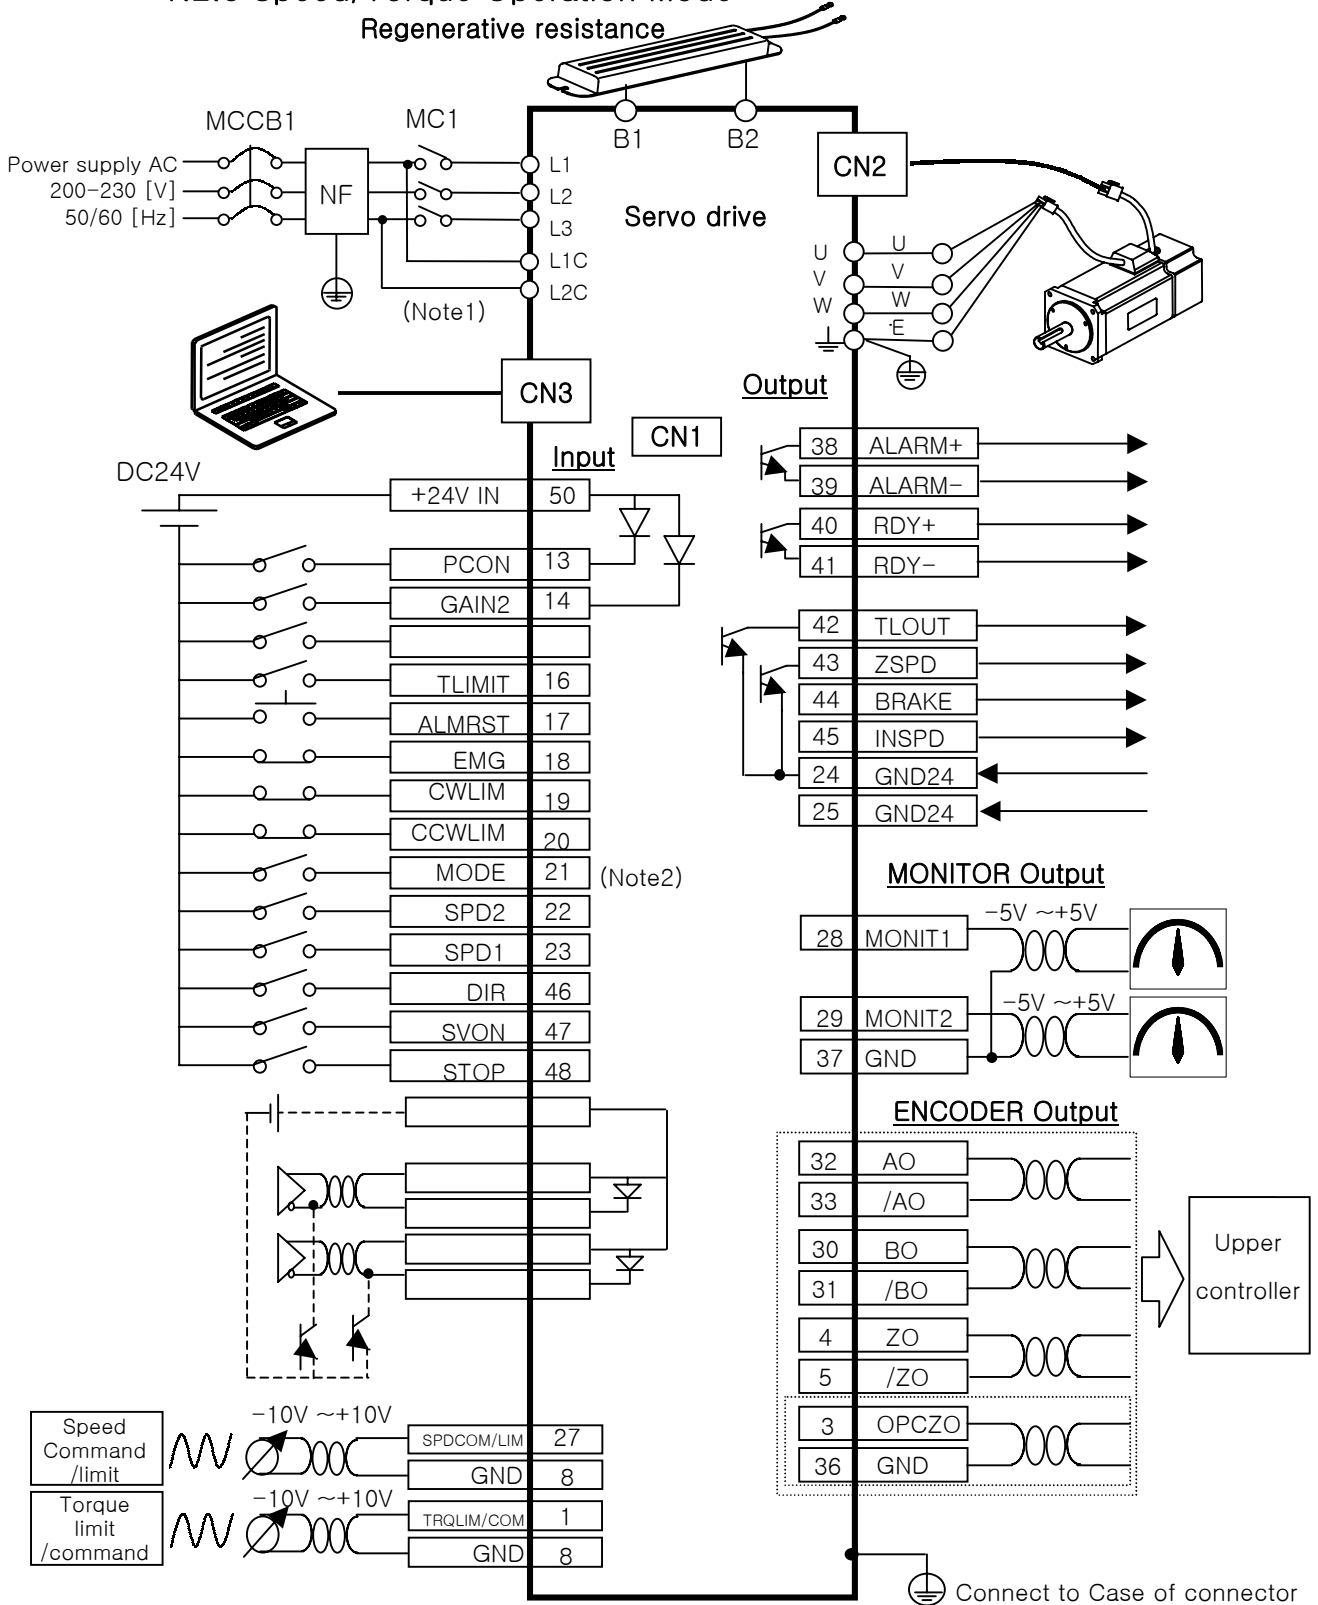 Regenerative resistance
MCCB1
MC1
B1
B2
CN2
Power supply AC
200-230 [V]
50/60 [Hz]
NF
L1
L2
L3
L1C
L2C
(Note1)
Servo drive
U
V
W
U
V
W
E
CN3
Output
CN1
Input
DC24V
+24V IN 50
PCON 13
GAIN2 14
TLIMIT 16
ALMRST 17
EMG 18
CWLIM 19
CCWLIM 20
MODE 21 (Note2)
SPD2 22
SPD1 23
DIR 46
SVON 47
STOP 48
38 ALARM+
39 ALARM-
40 RDY+
41 RDY-
42 TLOUT
43 ZSPD
44 BRAKE
45 INSPD
24 GND24
25 GND24
MONITOR Output
-5V ~+5V
28 MONIT1
-5V ~+5V
29 MONIT2
37 GND
ENCODER Output
32 AO
33 /AO
30 BO
31 /BO
4 ZO
5 /ZO
3 OPCZO
36 GND
Upper
controller
Speed
Command
/limit
-10V ~+10V
SPDCOM/LIM 27
GND 8
Torque
limit
/command
-10V ~+10V
TRQLIM/COM 1
GND 8
Connect to Case of connector